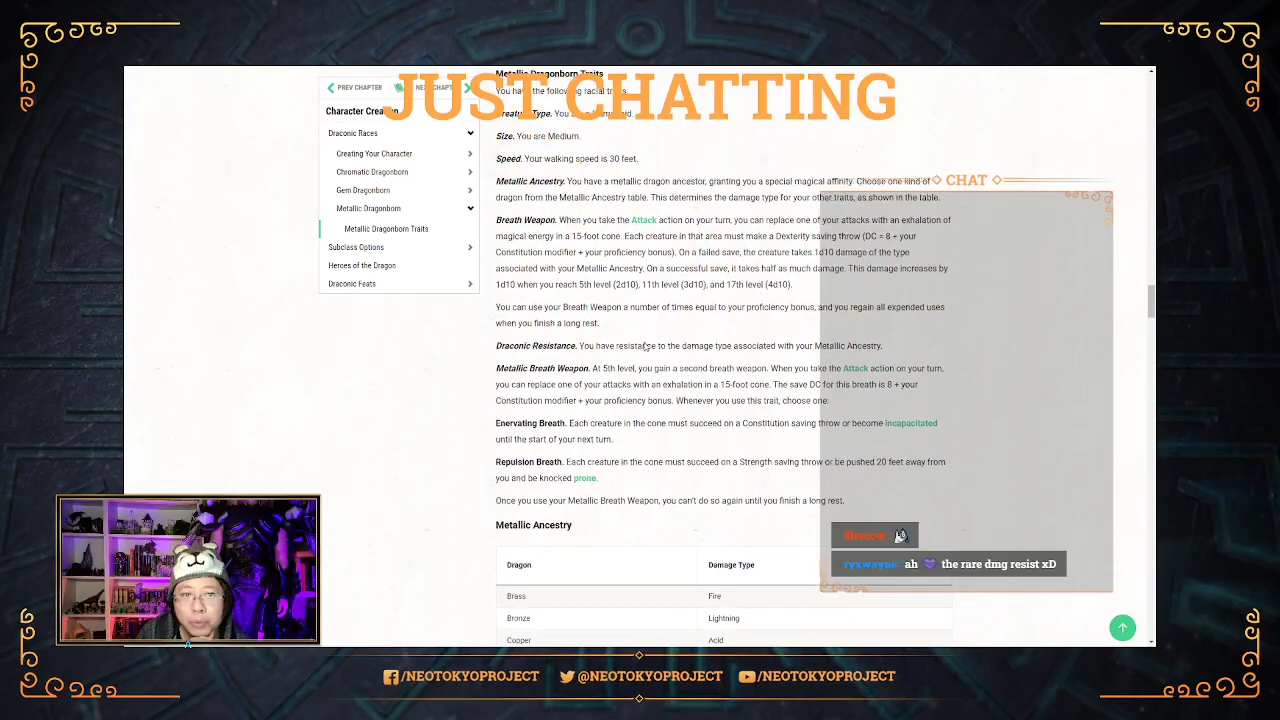 JUST CHATTING
PREV CHAPTER
Character Creation
Draconic Races
Creating Your Character
Chromatic Dragonborn
Gem Dragonborn
Metallic Dragonborn
Metallic Dragonborn Traits
Subclass Options
Heroes of the Dragon
Draconic Feats
Metallic Dragonborn Traits
You have the following racial traits.
Creature Type. You
Size. You are Medium.
Speed. Your walking speed is 30 feet.
Metallic Ancestry. You have a metallic dragon ancestor, granting you a special magical affinity. Choose one kind of
dragon from the Metallic Ancestry table. This determines the damage type for your other traits, as shown in the table.
Breath Weapon. When you take the Attack action on your turn, you can replace one of your attacks with an exhalation of
magical energy in a 15-foot cone. Each creature in that area must make a Dexterity saving throw (DC = 8 + your
Constitution modifier + your proficiency bonus). On a failed save, the creature takes 1d10 damage of the type
associated with your Metallic Ancestry. On a successful save, it takes half as much damage. This damage increases by
1d10 when you reach 5th level (2d10), 11th level (3d10), and 17th level (4d10).
You can use your Breath Weapon a number of times equal to your proficiency bonus, and you regain all expended uses
when you finish a long rest.
Draconic Resistance. You have resistance to the damage type associated with your Metallic Ancestry.
Metallic Breath Weapon. At 5th level, you gain a second breath weapon. When you take the Attack action on your turn,
you can replace one of your attacks with an exhalation in a 15-foot cone. The save DC for this breath is 8 + your
Constitution modifier + your proficiency bonus. Whenever you use this trait, choose one:
Enervating Breath. Each creature in the cone must succeed on a Constitution saving throw or become incapacitated
until the start of your next turn.
Repulsion Breath. Each creature in the cone must succeed on a Strength saving throw or be pushed 20 feet away from
you and be knocked prone.
Once you use your Metallic Breath Weapon, you can't do so again until you finish a long rest.
Metallic Ancestry
Dragon Damage Type
Brass Fire
Bronze Lightning
Copper Acid
CHAT
direcow
ryxwayne ah 💜 the rare dmg resist xD
/NEOTOKYOPROJECT @NEOTOKYOPROJECT /NEOTOKYOPROJECT